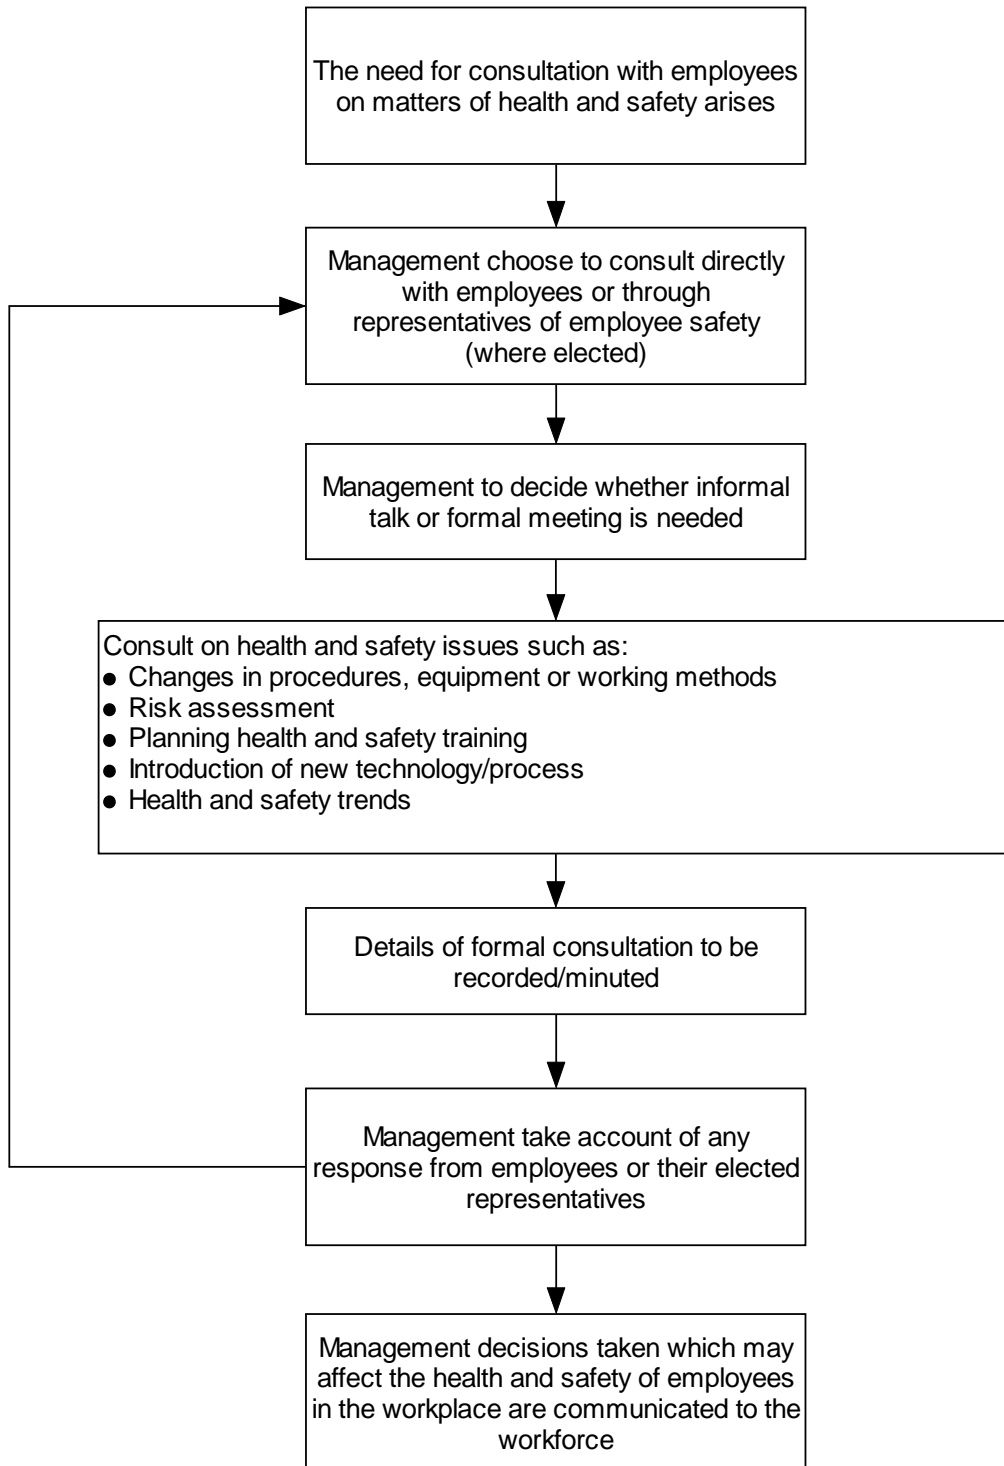 The need for consultation with employees
on matters of health and safety arises
Management choose to consult directly
with employees or through
representatives of employee safety
(where elected)
Management to decide whether informal
talk or formal meeting is needed
Consult on health and safety issues such as:
● Changes in procedures, equipment or working methods
● Risk assessment
● Planning health and safety training
● Introduction of new technology/process
● Health and safety trends
Details of formal consultation to be
recorded/minuted
Management take account of any
response from employees or their elected
representatives
Management decisions taken which may
affect the health and safety of employees
in the workplace are communicated to the
workforce